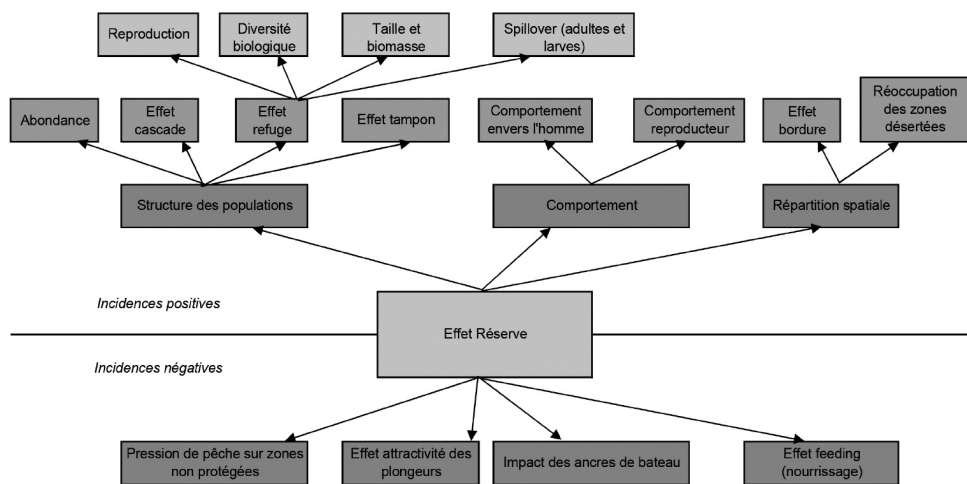 Reproduction
Diversité
biologique
Taille et
biomasse
Spillover (adultes et
larves)
Abondance
Effet
cascade
Effet
refuge
Effet tampon
Comportement
envers l'homme
Comportement
reproducteur
Effet
bordure
Réoccupation
des zones
désertées
Structure des populations
Comportement
Répartition spatiale
Incidences positives
Effet Réserve
Incidences négatives
Pression de pêche sur zones
non protégées
Effet attractivité des
plongeurs
Impact des ancres de bateau
Effet feeding
(nourrissage)